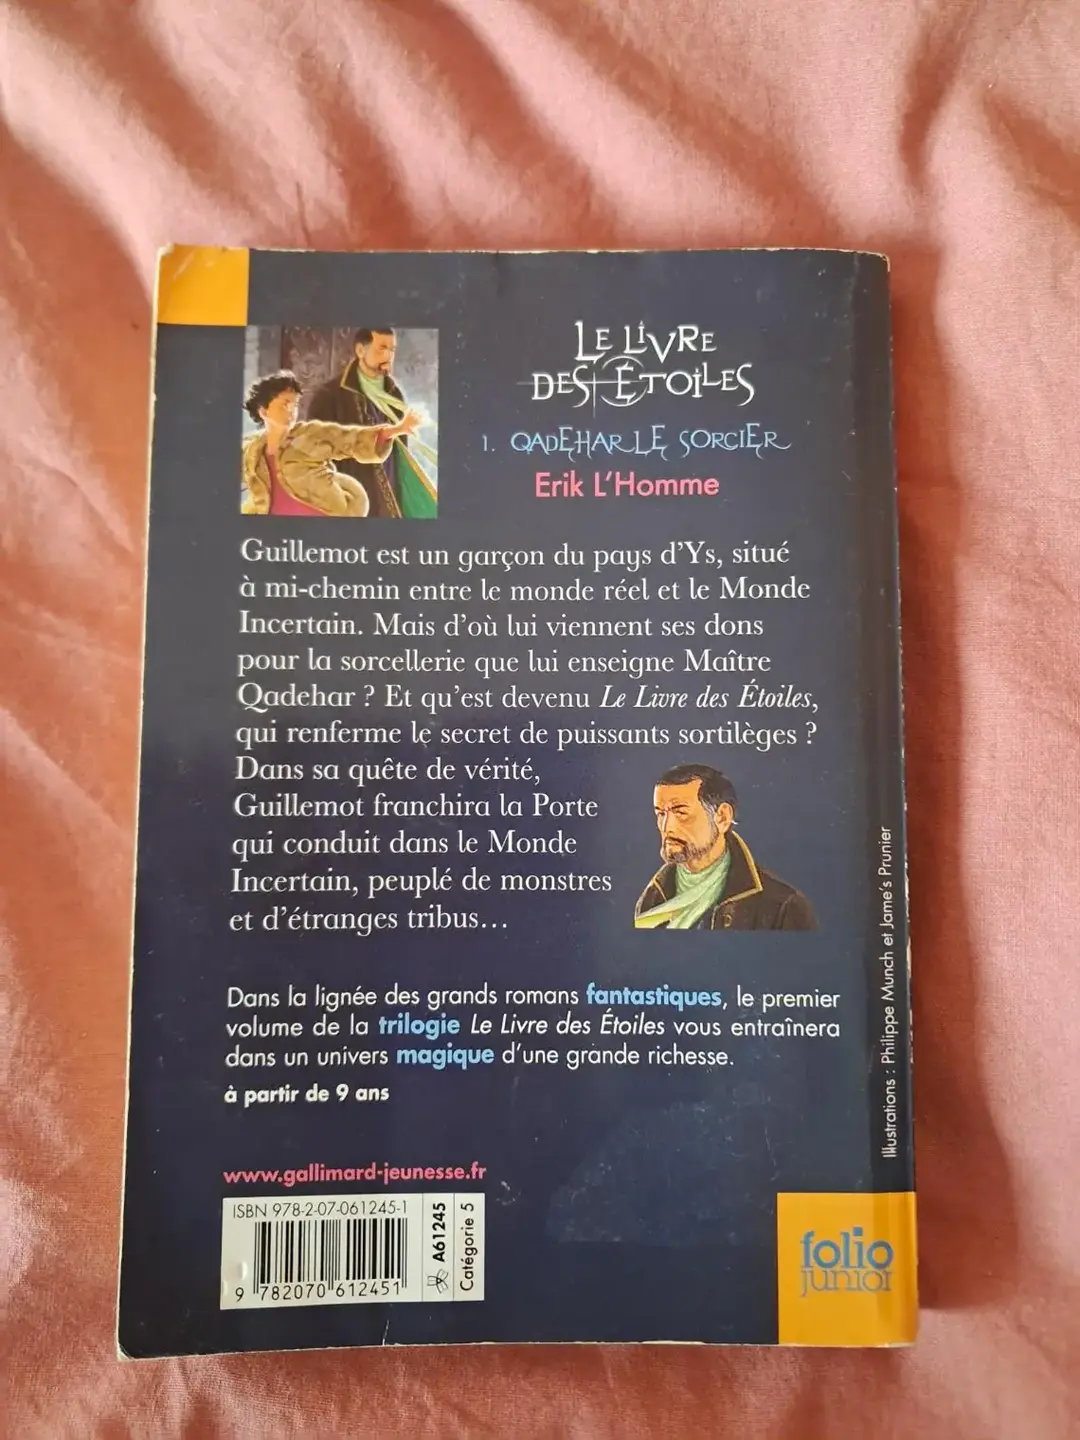 LE LIVRE
DES ÉTOILES
1. QADEHAR LE SORCIER
Erik L'Homme
Guillemot est un garçon du pays d'Ys, situé
à mi-chemin entre le monde réel et le Monde
Incertain. Mais d'où lui viennent ses dons
pour la sorcellerie que lui enseigne Maître
Qadehar ? Et qu'est devenu Le Livre des Étoiles,
qui renferme le secret de puissants sortilèges ?
Dans sa quête de vérité,
Guillemot franchira la Porte
qui conduit dans le Monde
Incertain, peuplé de monstres
et d'étranges tribus...
Dans la lignée des grands romans fantastiques, le premier
volume de la trilogie Le Livre des Étoiles vous entraînera
dans un univers magique d'une grande richesse.
à partir de 9 ans
Illustrations : Philippe Munch et Jame's Prunier
www.gallimard-jeunesse.fr
ISBN 978-2-07-061245-1
9 782070 612451
A61245
Catégorie 5
folio
junior